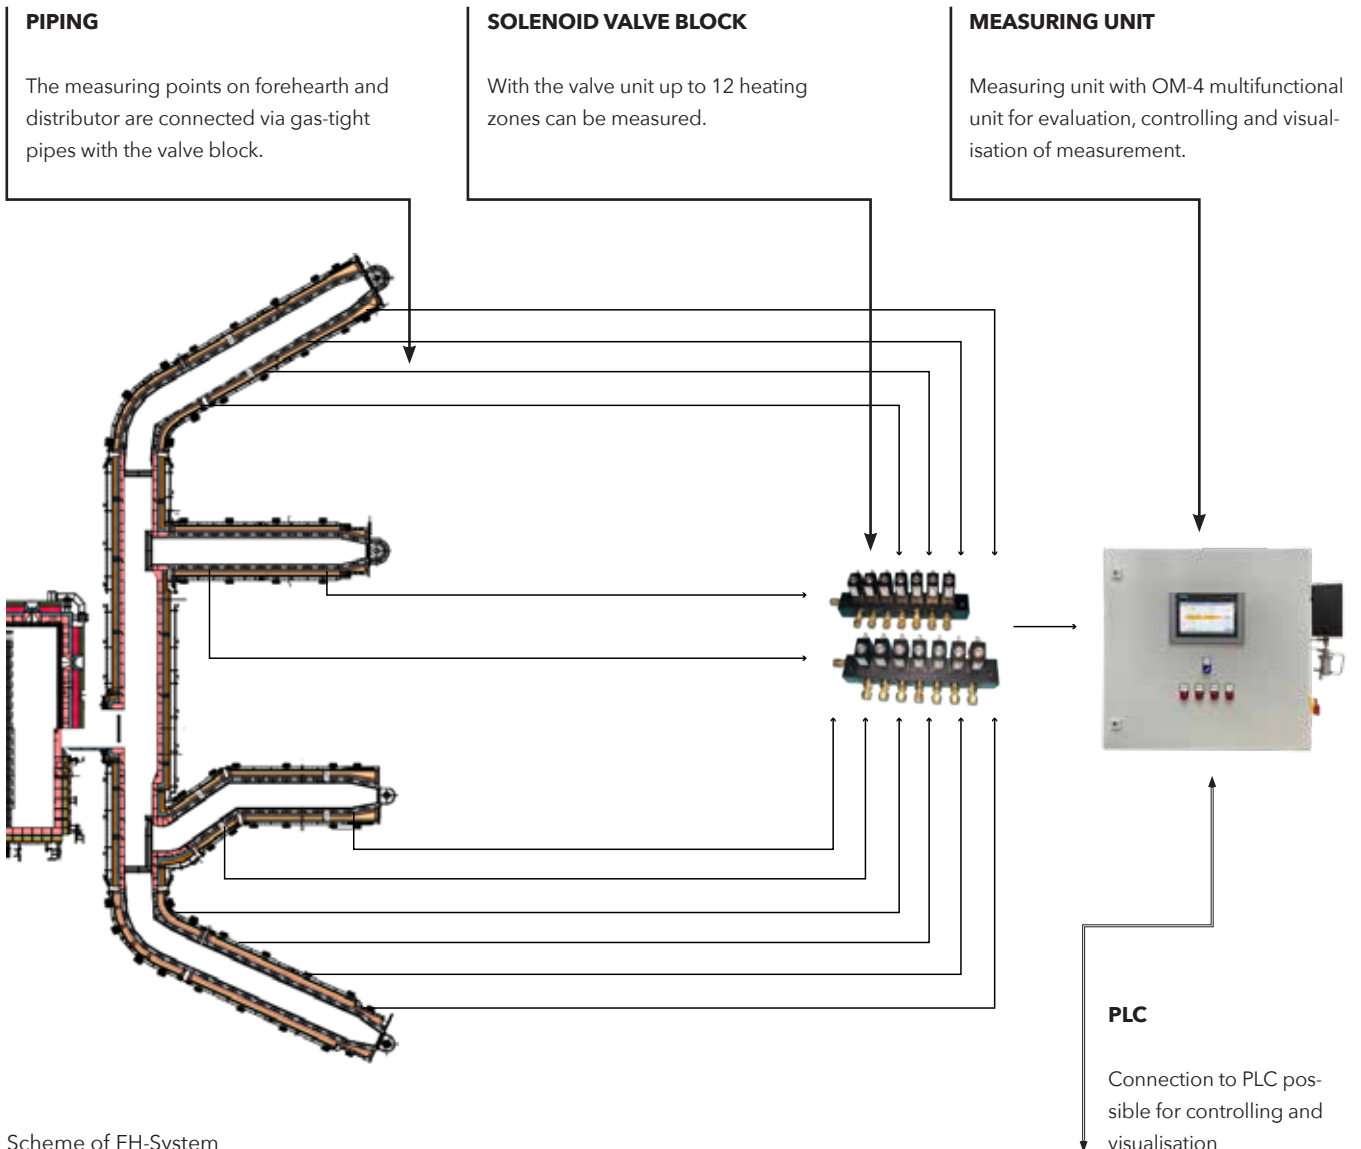 PIPING
The measuring points on forehearth and
distributor are connected via gas-tight
pipes with the valve block.
SOLENOID VALVE BLOCK
With the valve unit up to 12 heating
zones can be measured.
MEASURING UNIT
Measuring unit with OM-4 multifunctional
unit for evaluation, controlling and visual-
isation of measurement.
PLC
Connection to PLC pos-
sible for controlling and
visualisation
Scheme of FH-System